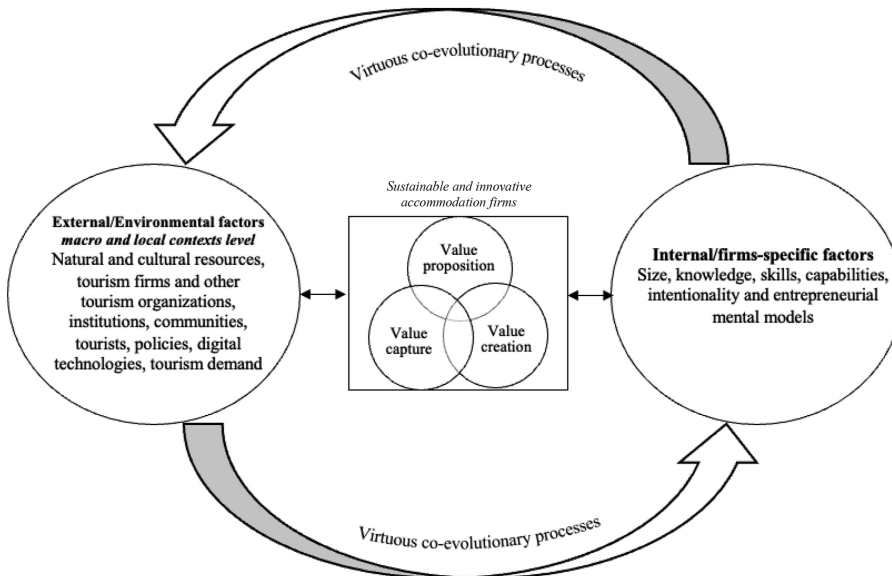 Virtuous co-evolutionary processes
External/Environmental factors
macro and local contexts level
Natural and cultural resources,
tourism firms and other
tourism organizations,
institutions, communities,
tourists, policies, digital
technologies, tourism demand
Sustainable and innovative
accommodation firms
Value
proposition
Value
capture
Value
creation
Internal/firms-specific factors
Size, knowledge, skills, capabilities,
intentionality and entrepreneurial
mental models
Virtuous co-evolutionary processes